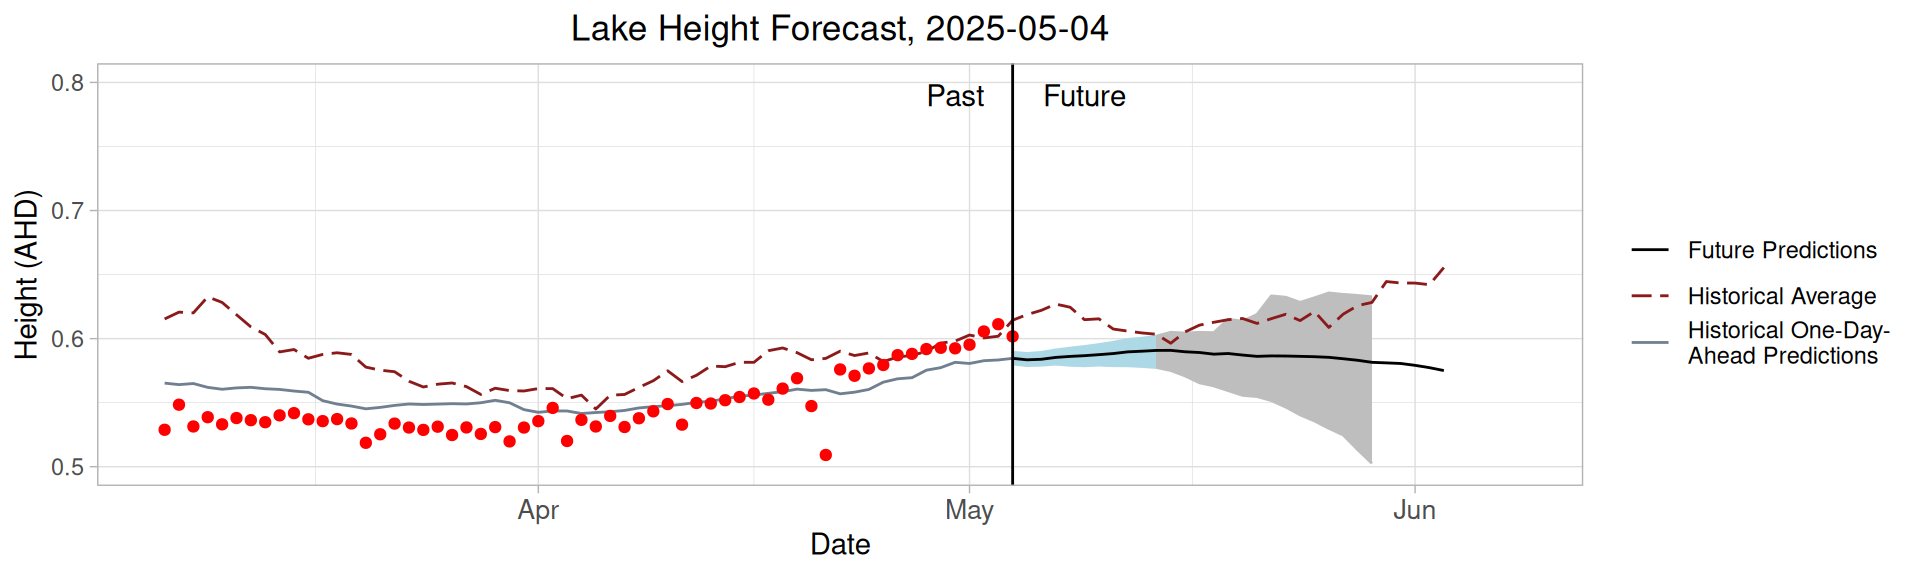 Lake Height Forecast, 2025-05-04
0.8
0.7
0.6
0.5
Height (AHD)
Past
Future
Apr
May
Jun
Date
Future Predictions
Historical Average
Historical One-Day-
Ahead Predictions